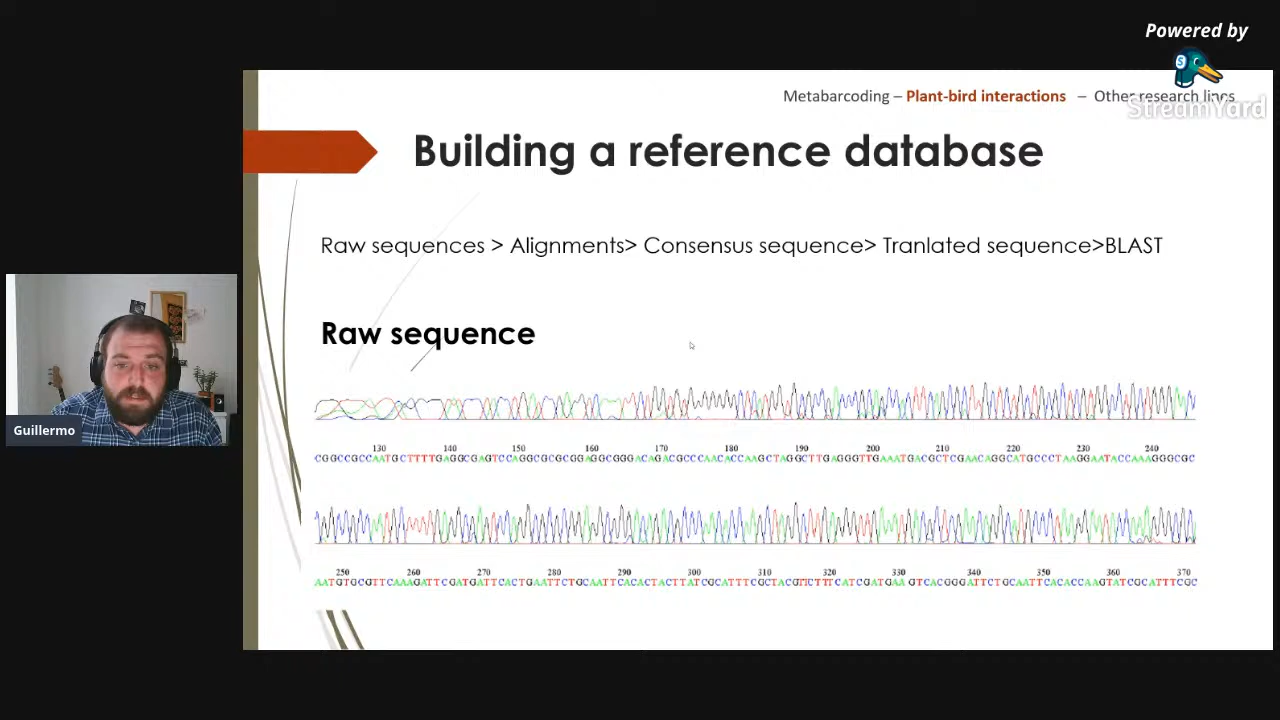 Powered by
StreamYard
Metabarcoding – Plant-bird interactions – Other research lines
Building a reference database
Raw sequences > Alignments> Consensus sequence> Tranlated sequence>BLAST
Raw sequence
130 140 150 160 170 180 190 200 210 220 230 240
CGGCCGCCAATGCTTTTGAGGCGAGTCCAGGCGCGCGGAGGCGGGACAGACGCCCAACACCAAGCTAGGCTTGAGGGTTGAAATGACGCTCGAACAGGCATGCCCTAAGGAATACCAAAGGGCGC
250 260 270 280 290 300 310 320 330 340 350 360 370
AATGTGCGTTCAAAGATTCGATGATTCACTGAATTCTGCAATTCACACTACTTATCGCATTTCGCTACGTTCTTTCATCGATGAAGTCACGGGATTCTGCAATTCACACCAAGTATCGCATTTCGC
Guillermo